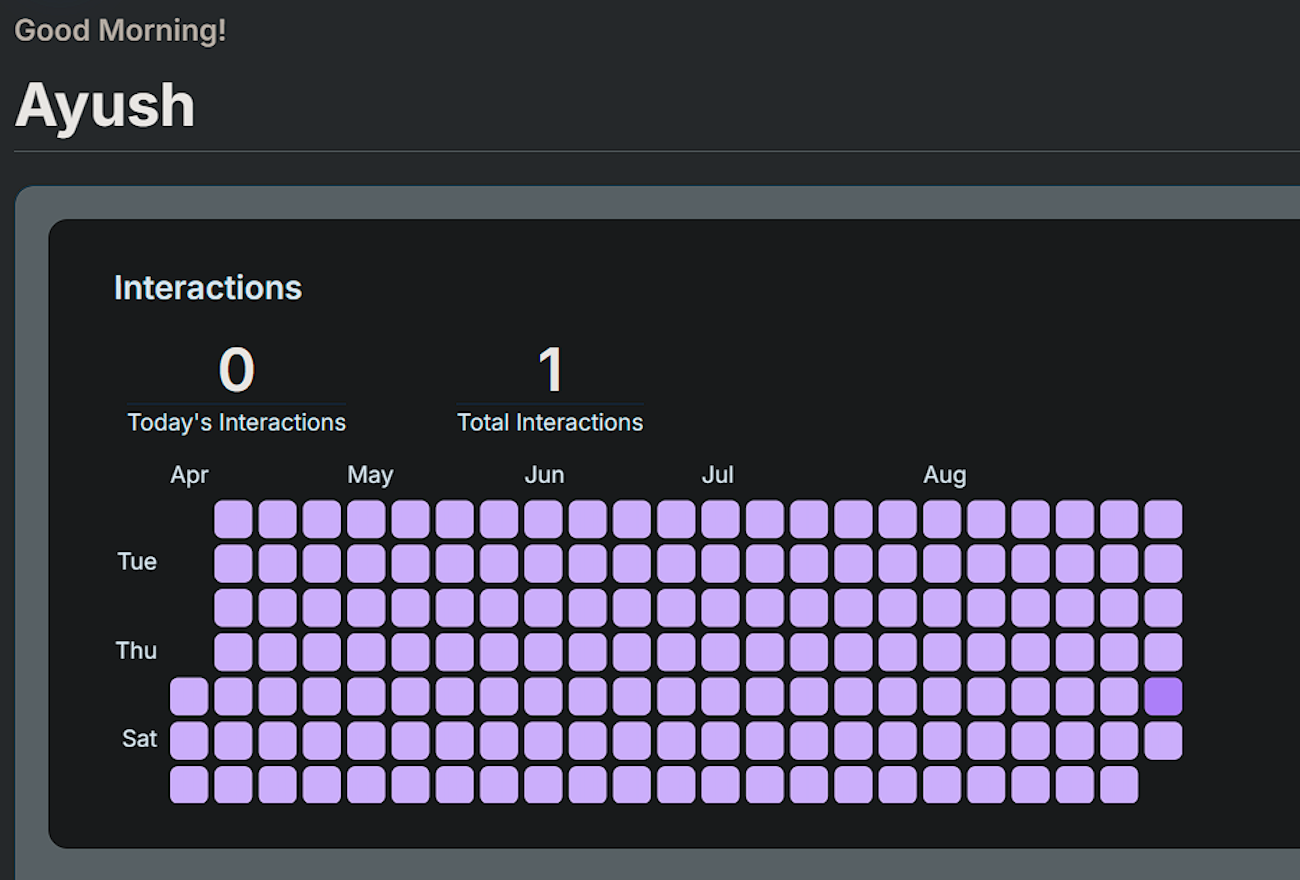 Good Morning!
Ayush
Interactions
0 1
Today's Interactions Total Interactions
Apr May Jun Jul Aug
Tue
Thu
Sat